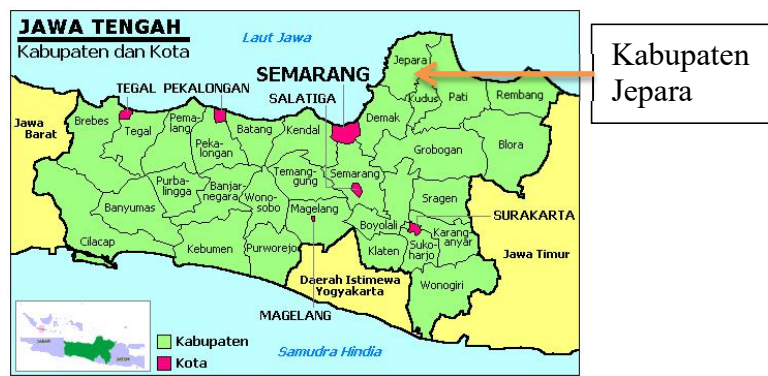 JAWA TENGAH
Kabupaten dan Kota
Laut Jawa
Kabupaten
Jepara
Jepara
SEMARANG
TEGAL
PEKALONGAN
SALATIGA
Kudus
Pati
Rembang
Jawa
Barat
Brebes
Tegal
Pema-
lang
Peka-
longan
Batang
Kendal
Demak
Grobogan
Blora
Semarang
Temang-
gung
Purba-
lingga
Banjar-
negara
Wono-
sobo
Magelang
Banyumas
Sragen
SURAKARTA
Boyolali
Karang-
anyar
Cilacap
Kebumen
Purworejo
Klaten
Suko-
harjo
Jawa Timur
Daerah Istimewa
Yogyakarta
Wonogiri
MAGELANG
Kabupaten
Kota
Samudra Hindia